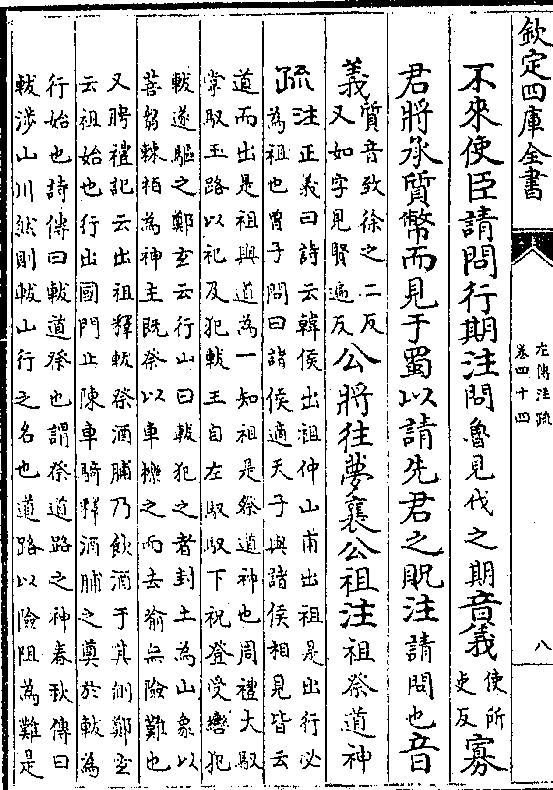 欽定四庫全書
左傳注疏
卷四十四
八
不來使臣請問行期注問魯見伐之期音義使所
吏反寡
君將承質幣而見于蜀以請先君之貺注請問也音
義質音致徐之二反
又如字見賢遍反公將往夢襄公祖注祖祭道神
疏注正義曰詩云韓侯出祖仲山甫出祖是出行必
為祖也曾子問曰諸侯適天子與諸侯相見皆云
道而出是祖與道為一知祖是祭道神也周禮大馭
掌馭玉路以祀及犯軷王自左馭馭下祝登受轡犯
軷遂驅之鄭玄云行山曰軷犯之者封土為山象以
菩芻棘柏為神主既祭以車轢之而去喻無險難也
又聘禮記云出祖釋軷祭酒脯乃飲酒于其側鄭玄
云祖始也行出國門止陳車騎釋酒脯之奠於軷為
行始也詩傳曰軷道祭也謂祭道路之神春秋傳曰
軷涉山川然則軷山行之名也道路以險阻為難是